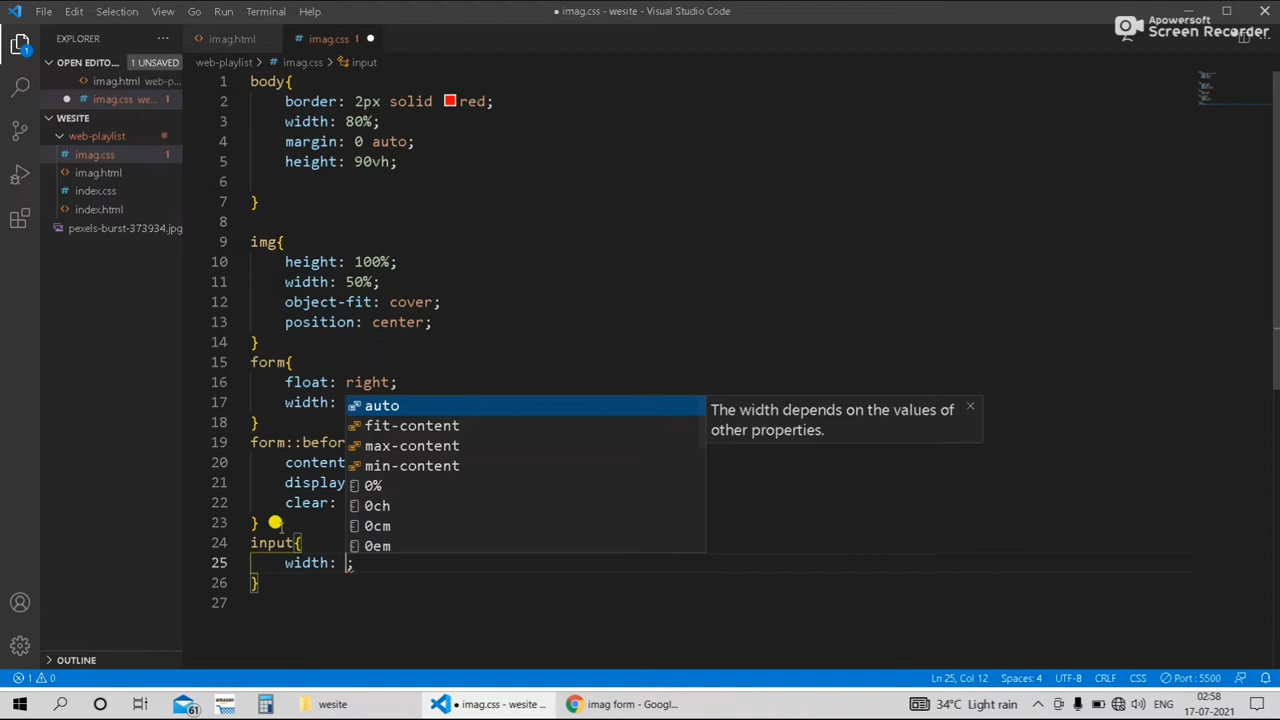 File Edit Selection View Go Run Terminal Help
● imag.css - wesite - Visual Studio Code
Apowersoft
Screen Recorder
EXPLORER
imag.html
imag.css 1
OPEN EDITO... 1 UNSAVED
imag.html web-p...
imag.css we... 1
WESITE
web-playlist
imag.css 1
imag.html
index.css
index.html
pexels-burst-373934.jpg
OUTLINE
web-playlist > imag.css > input
1 body{
2 border: 2px solid red;
3 width: 80%;
4 margin: 0 auto;
5 height: 90vh;
6
7 }
8
9 img{
10 height: 100%;
11 width: 50%;
12 object-fit: cover;
13 position: center;
14 }
15 form{
16 float: right;
17 width:
18 }
19 form::befor
20 content
21 display
22 clear:
23 }
24 input{
25 width: ;
26 }
27
auto
fit-content
max-content
min-content
0%
0ch
0cm
0em
The width depends on the values of
other properties.
1 0
Ln 25, Col 12 Spaces: 4 UTF-8 CRLF CSS Port : 5500
1
61
amazon
wesite
● imag.css - wesite - ...
imag form - Googl...
34°C Light rain
ENG
02:58
17-07-2021